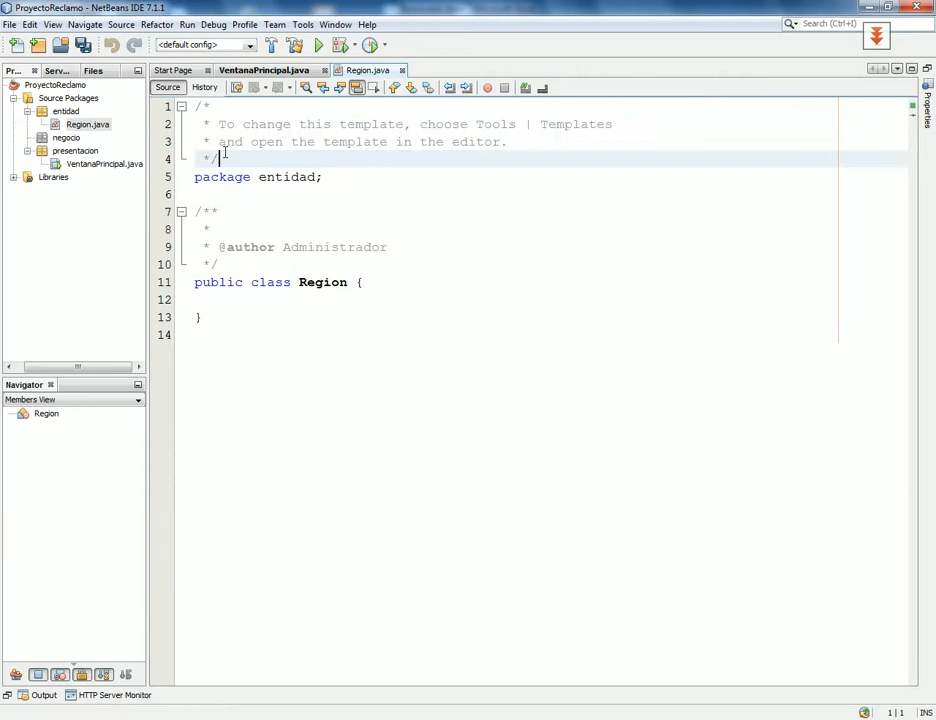 ProyectoReclamo - NetBeans IDE 7.1.1
File Edit View Navigate Source Refactor Run Debug Profile Team Tools Window Help
<default config>
Search (Ctrl+I)
Pr... Serv... Files
Start Page VentanaPrincipal.java Region.java
Source History
ProyectoReclamo
Source Packages
entidad
Region.java
negocio
presentacion
VentanaPrincipal.java
Libraries
1 /*
2 * To change this template, choose Tools | Templates
3 * and open the template in the editor.
4 */
5 package entidad;
6
7 /**
8 *
9 * @author Administrador
10 */
11 public class Region {
12
13 }
14
Properties
Navigator
Members View
Region
Output HTTP Server Monitor
1 | 1 INS